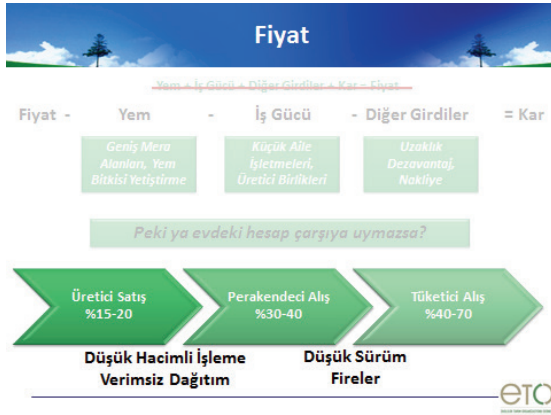 Fiyat
Yem + İş Gücü + Diğer Girdiler + Kar = Fiyat
Fiyat - Yem - İş Gücü - Diğer Girdiler = Kar
Geniş Mera
Alanları, Yem
Bitkisi Yetiştirme
Küçük Aile
İşletmeleri,
Üretici Birlikleri
Uzaklık
Dezavantaj,
Nakliye
Peki ya evdeki hesap çarşıya uymazsa?
Üretici Satış
%15-20
Perakendeci Alış
%30-40
Tüketici Alış
%40-70
Düşük Hacimli İşleme
Verimsiz Dağıtım
Düşük Sürüm
Fireler
eto